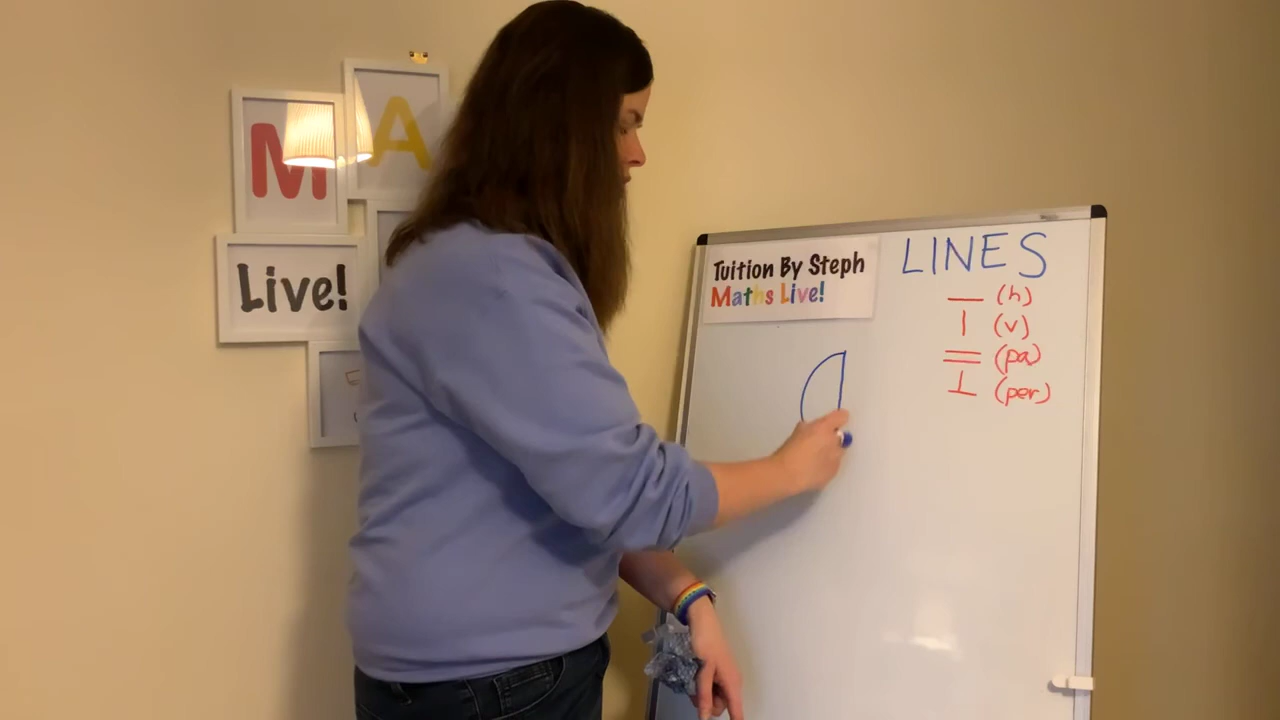 M
A
Live!
Tuition By Steph
Maths Live!
LINES
(h)
(v)
(pa)
(per)